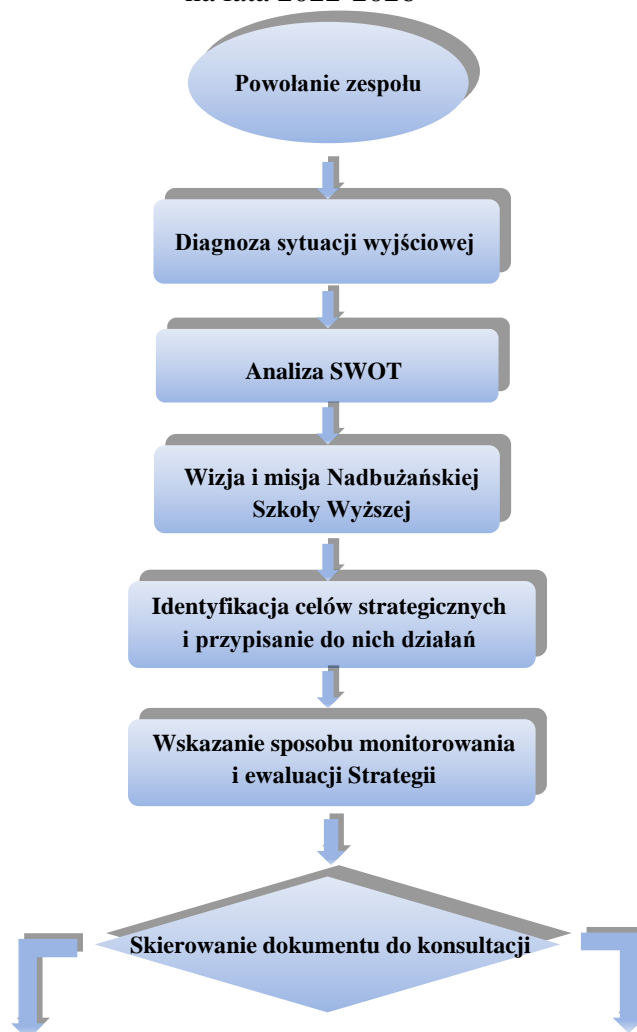 Powołanie zespołu
Diagnoza sytuacji wyjściowej
Analiza SWOT
Wizja i misja Nadbużańskiej
Szkoły Wyższej
Identyfikacja celów strategicznych
i przypisanie do nich działań
Wskazanie sposobu monitorowania
i ewaluacji Strategii
Skierowanie dokumentu do konsultacji